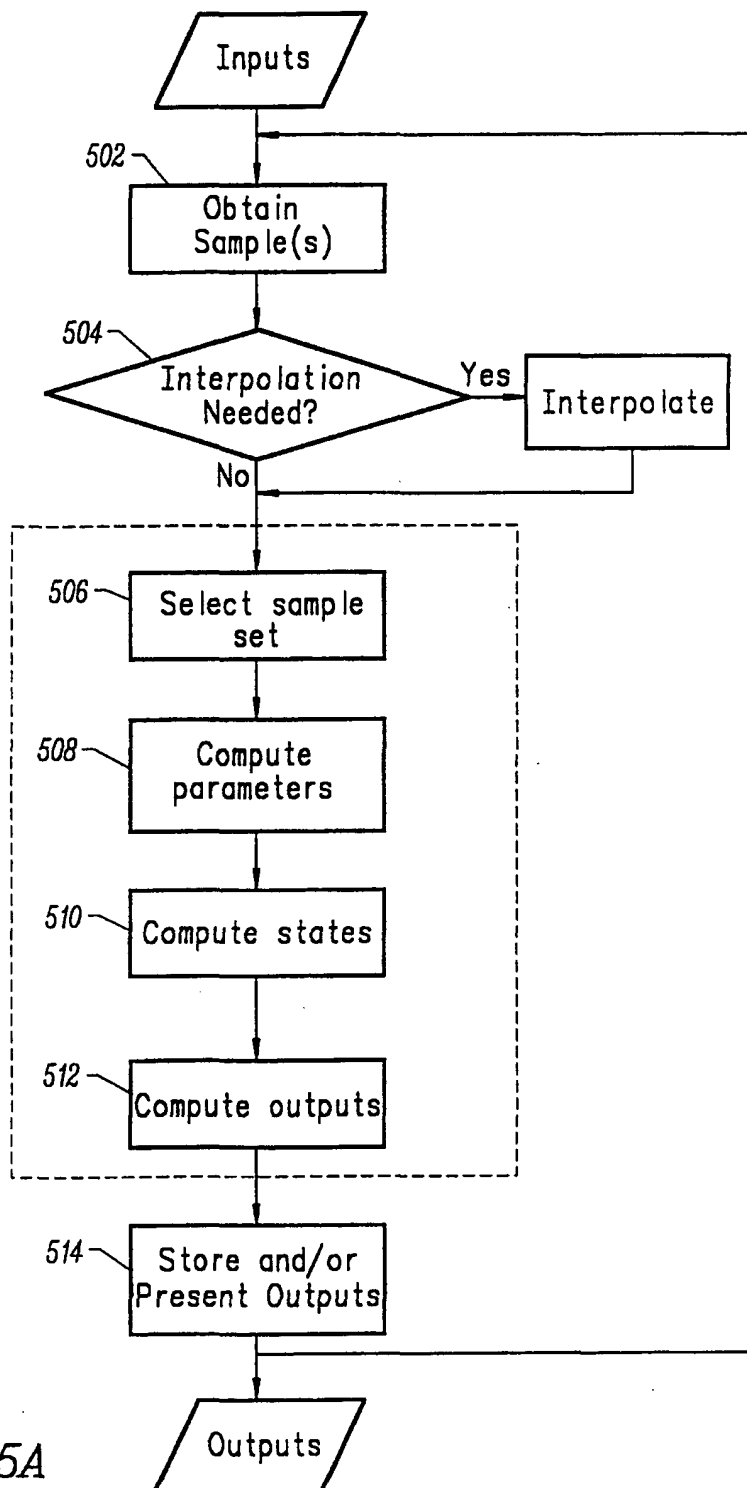 Inputs
502
Obtain
Sample(s)
504
Interpolation
Needed?
Yes
Interpolate
No
506
Select sample
set
508
Compute
parameters
510
Compute states
512
Compute outputs
514
Store and/or
Present Outputs
Outputs
5A